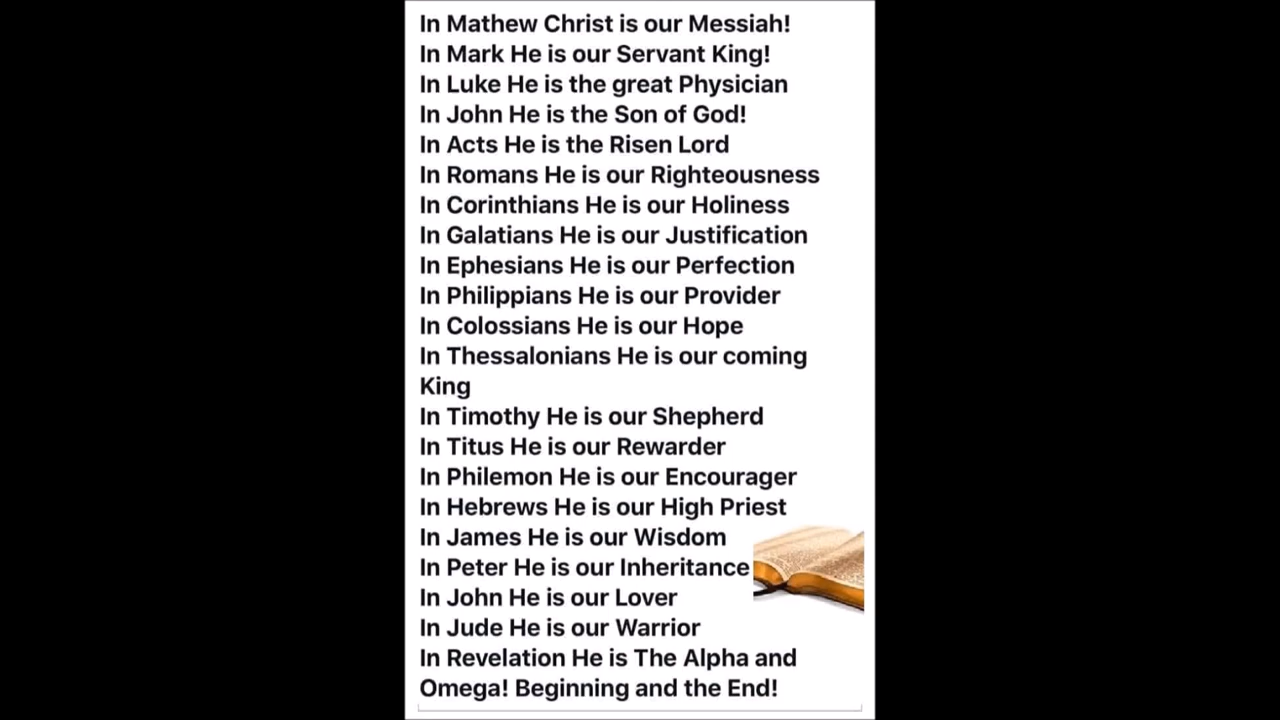 In Mathew Christ is our Messiah!
In Mark He is our Servant King!
In Luke He is the great Physician
In John He is the Son of God!
In Acts He is the Risen Lord
In Romans He is our Righteousness
In Corinthians He is our Holiness
In Galatians He is our Justification
In Ephesians He is our Perfection
In Philippians He is our Provider
In Colossians He is our Hope
In Thessalonians He is our coming
King
In Timothy He is our Shepherd
In Titus He is our Rewarder
In Philemon He is our Encourager
In Hebrews He is our High Priest
In James He is our Wisdom
In Peter He is our Inheritance
In John He is our Lover
In Jude He is our Warrior
In Revelation He is The Alpha and
Omega! Beginning and the End!